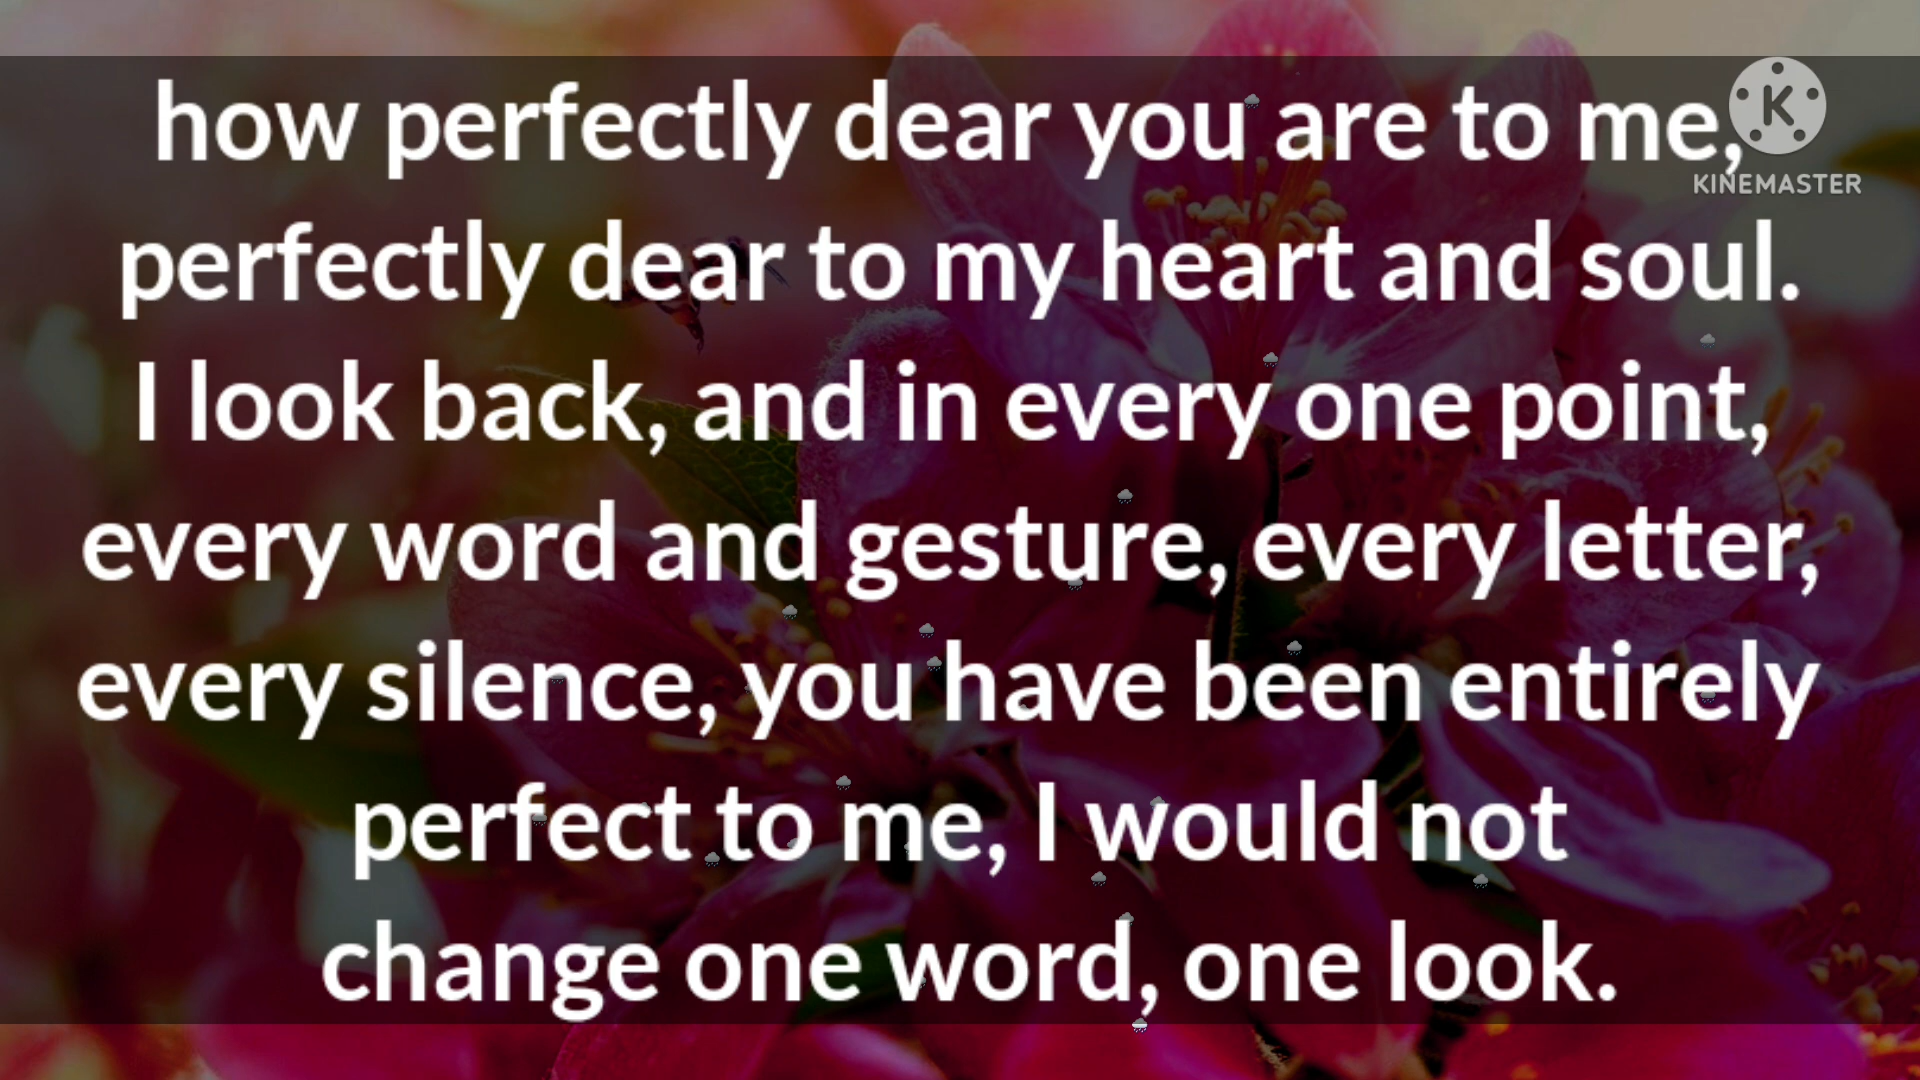 how perfectly dear you are to me,
K
KINEMASTER
perfectly dear to my heart and soul.
I look back, and in every one point,
every word and gesture, every letter,
every silence, you have been entirely
perfect to me, I would not
change one word, one look.